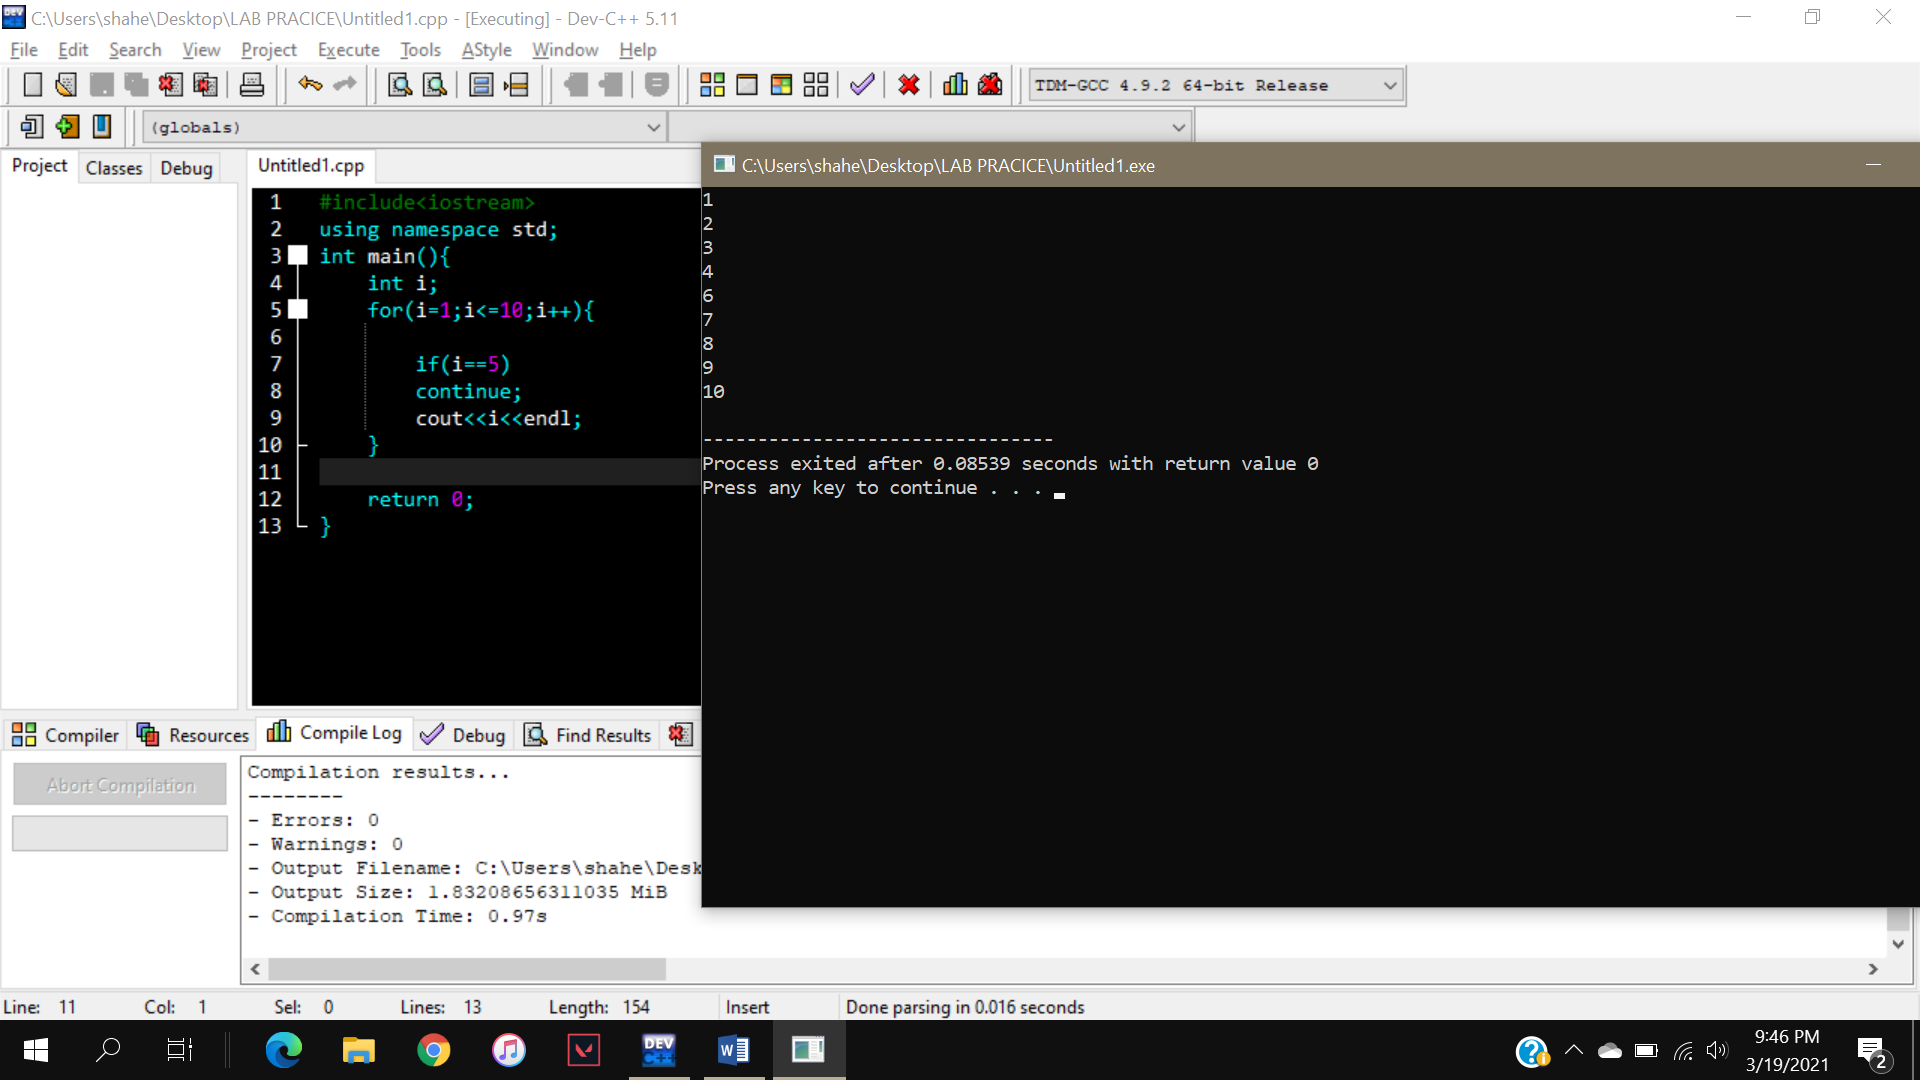 C:\Users\shahe\Desktop\LAB PRACICE\Untitled1.cpp - [Executing] - Dev-C++ 5.11
File Edit Search View Project Execute Tools AStyle Window Help
TDM-GCC 4.9.2 64-bit Release
(globals)
Project Classes Debug
Untitled1.cpp
1 #include<iostream>
2 using namespace std;
3 int main(){
4 int i;
5 for(i=1;i<=10;i++){
6
7 if(i==5)
8 continue;
9 cout<<i<<endl;
10 }
11
12 return 0;
13 }
C:\Users\shahe\Desktop\LAB PRACICE\Untitled1.exe
1
2
3
4
6
7
8
9
10
--------------------------------
Process exited after 0.08539 seconds with return value 0
Press any key to continue . . .
Compiler Resources Compile Log Debug Find Results
Abort Compilation
Compilation results...
--------
- Errors: 0
- Warnings: 0
- Output Filename: C:\Users\shahe\Desk
- Output Size: 1.83208656311035 MiB
- Compilation Time: 0.97s
Line: 11 Col: 1 Sel: 0 Lines: 13 Length: 154 Insert Done parsing in 0.016 seconds
DEV
C++
9:46 PM
3/19/2021
2